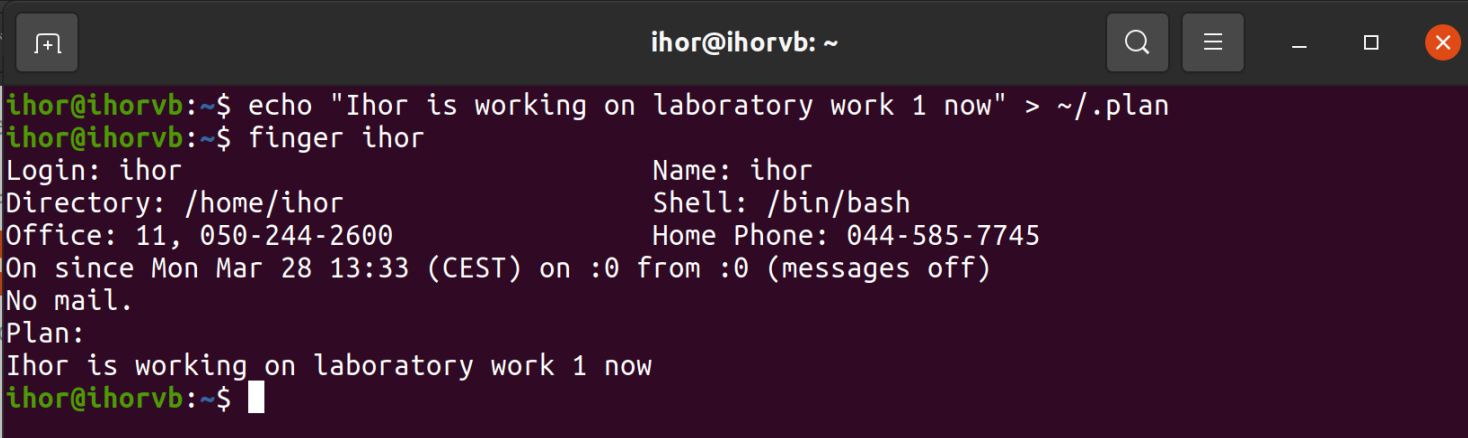 ihor@ihorvb: ~
ihor@ihorvb:~$ echo "Ihor is working on laboratory work 1 now" > ~/.plan
ihor@ihorvb:~$ finger ihor
Login: ihor                             Name: ihor
Directory: /home/ihor                   Shell: /bin/bash
Office: 11, 050-244-2600                Home Phone: 044-585-7745
On since Mon Mar 28 13:33 (CEST) on :0 from :0 (messages off)
No mail.
Plan:
Ihor is working on laboratory work 1 now
ihor@ihorvb:~$